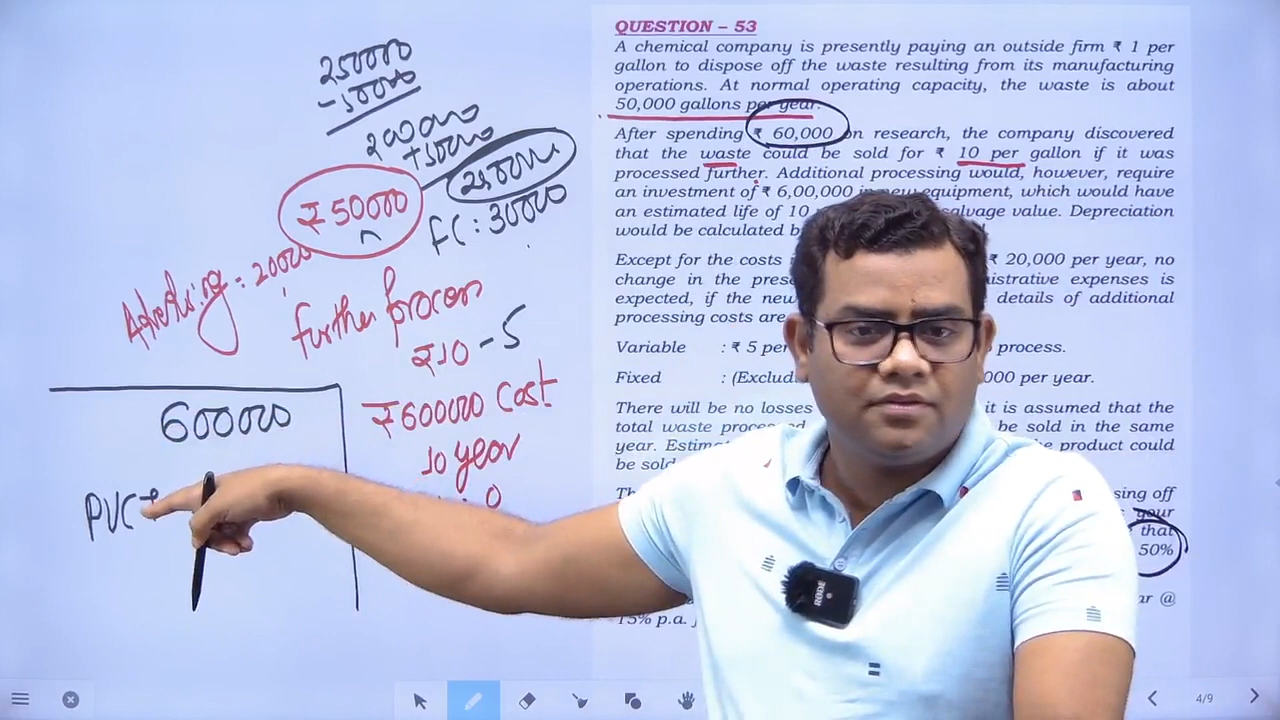 250000
-50000
200000
+50000
250000
₹50000
FC: 30000
Advertising: 20000
further process
₹10-5
600000
₹600000 cost
10 year
0
PVC
QUESTION – 53
A chemical company is presently paying an outside firm ₹ 1 per
gallon to dispose off the waste resulting from its manufacturing
operations. At normal operating capacity, the waste is about
50,000 gallons per year.
After spending ₹ 60,000 on research, the company discovered
that the waste could be sold for ₹ 10 per gallon if it was
processed further. Additional processing would, however, require
an investment of ₹ 6,00,000 in new equipment, which would have
an estimated life of 10 salvage value. Depreciation
would be calculated b
Except for the costs ₹ 20,000 per year, no
change in the pres istrative expenses is
expected, if the new details of additional
processing costs are
Variable : ₹ 5 per process.
Fixed : (Exclud 000 per year.
There will be no losses it is assumed that the
total waste processed be sold in the same
year. Estimat e product could
be sold
Th sing off
your
that
50%
ar @
15% p.a.
RODE
4/9